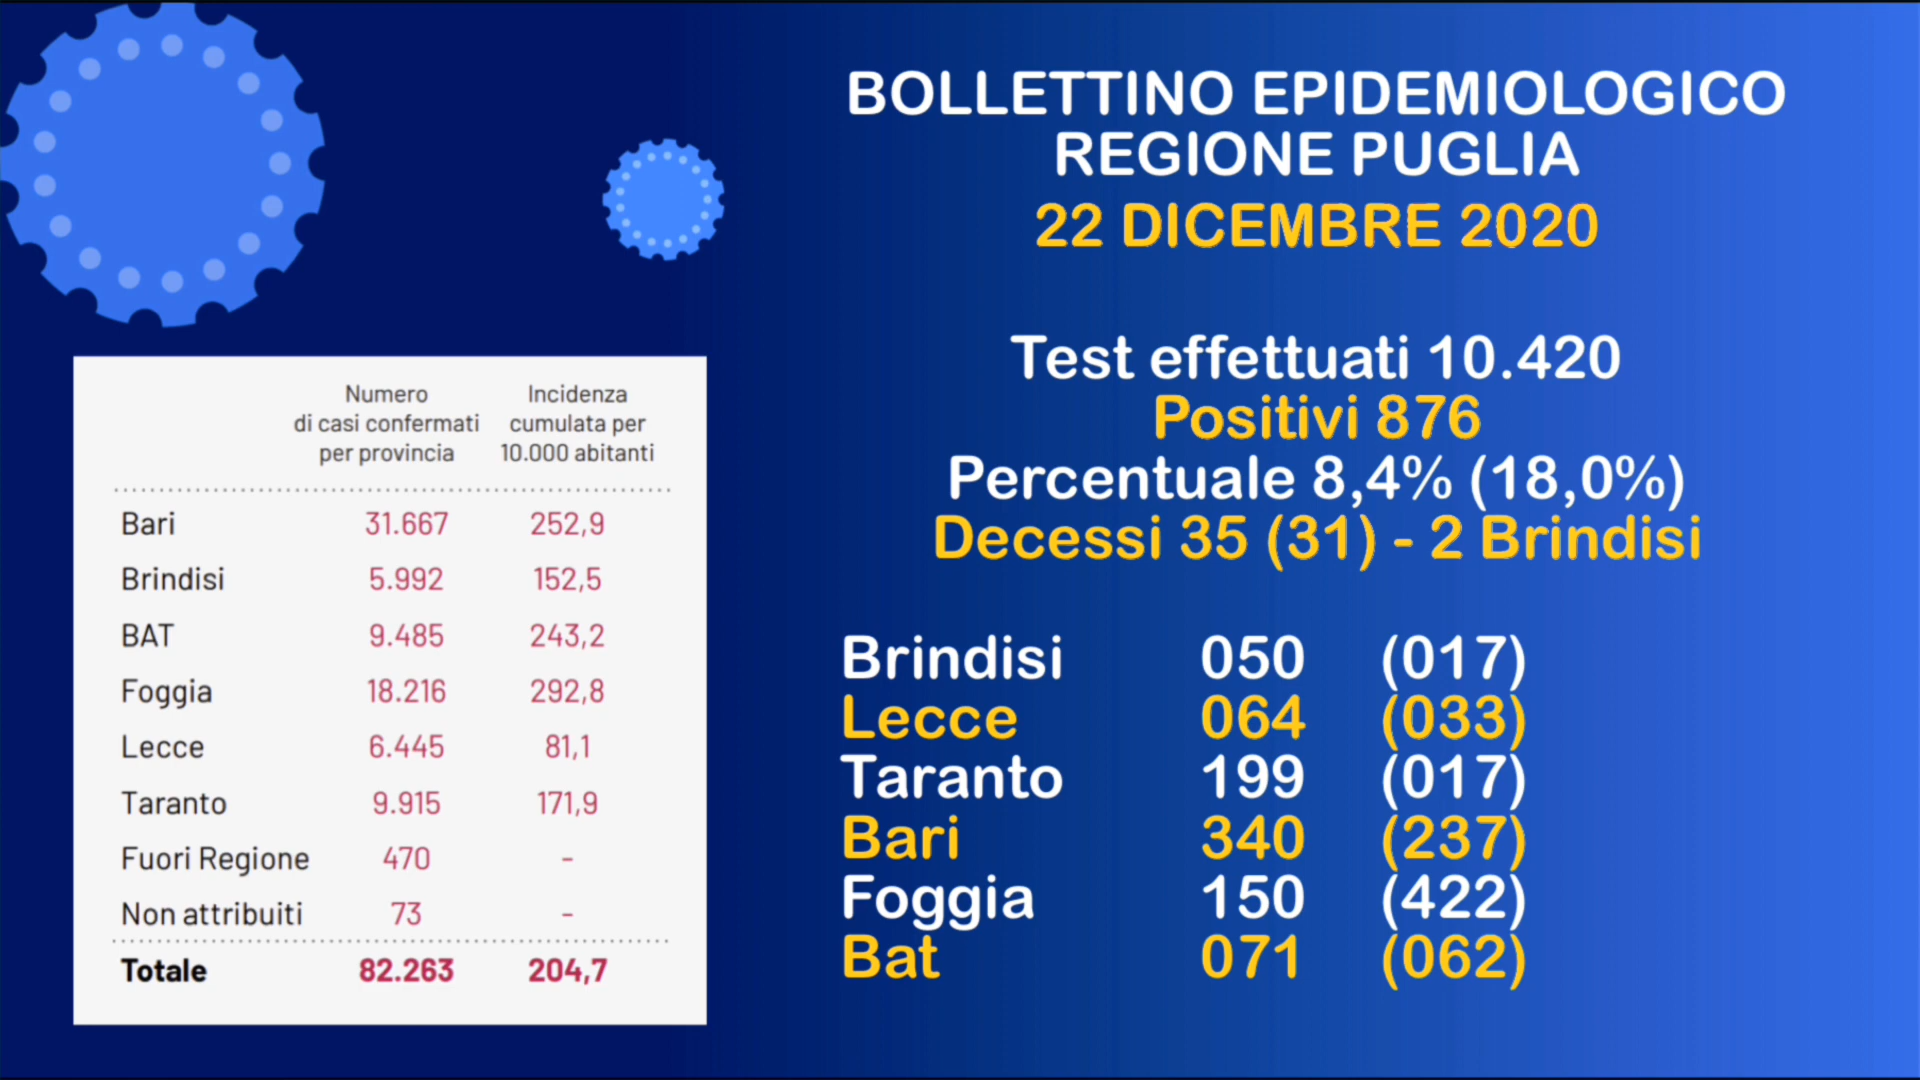 BOLLETTINO EPIDEMIOLOGICO
REGIONE PUGLIA
22 DICEMBRE 2020
Test effettuati 10.420
Positivi 876
Percentuale 8,4% (18,0%)
Decessi 35 (31) - 2 Brindisi
Brindisi 050 (017)
Lecce 064 (033)
Taranto 199 (017)
Bari 340 (237)
Foggia 150 (422)
Bat 071 (062)
Numero Incidenza
di casi confermati cumulata per
per provincia 10.000 abitanti
Bari 31.667 252,9
Brindisi 5.992 152,5
BAT 9.485 243,2
Foggia 18.216 292,8
Lecce 6.445 81,1
Taranto 9.915 171,9
Fuori Regione 470 -
Non attribuiti 73 -
Totale 82.263 204,7